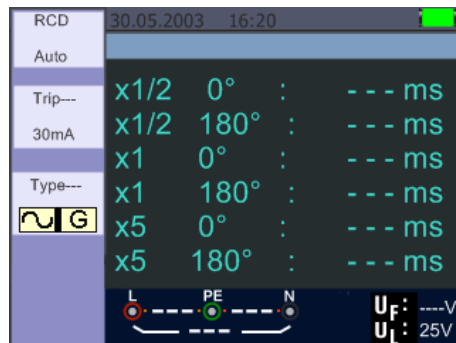 RCD
30.05.2003 16:20
Auto
Trip---
30mA
Type---
G
x1/2 0° : - - - ms
x1/2 180° : - - - ms
x1 0° : - - - ms
x1 180° : - - - ms
x5 0° : - - - ms
x5 180° : - - - ms
L PE N
UF: ----V
UL: 25V